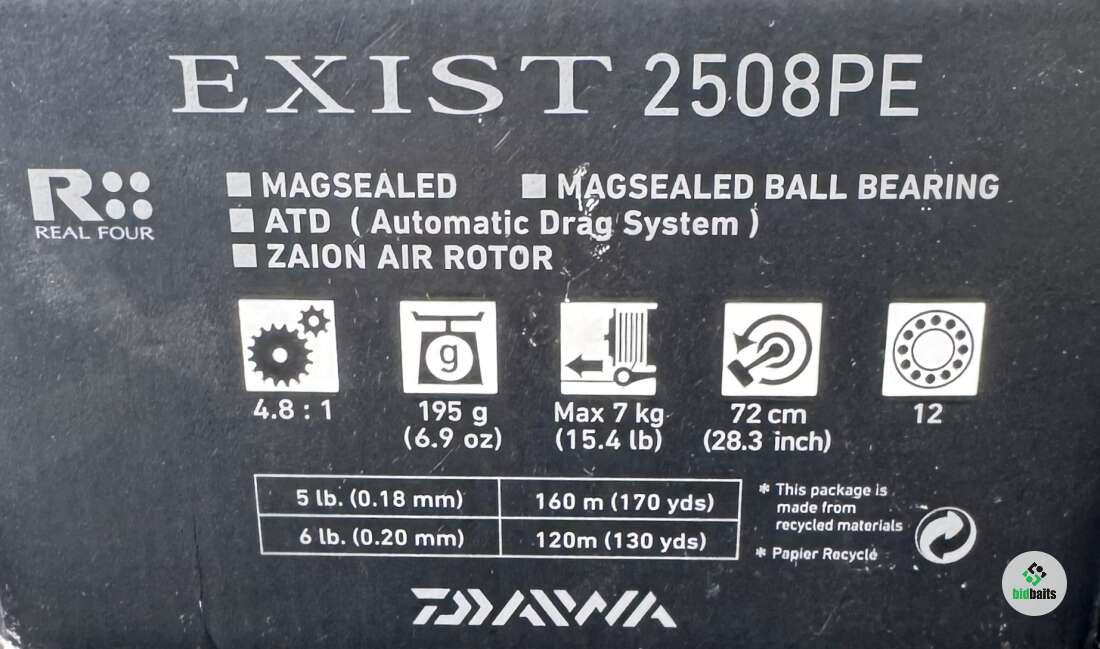 EXIST 2508PE
R
REAL FOUR
■ MAGSEALED ■ MAGSEALED BALL BEARING
■ ATD ( Automatic Drag System )
■ ZAION AIR ROTOR
g
4.8 : 1
195 g
(6.9 oz)
Max 7 kg
(15.4 lb)
72 cm
(28.3 inch)
12
5 lb. (0.18 mm) 160 m (170 yds)
6 lb. (0.20 mm) 120m (130 yds)
* This package is
made from
recycled materials
* Papier Recyclé
DAIWA
bidbaits